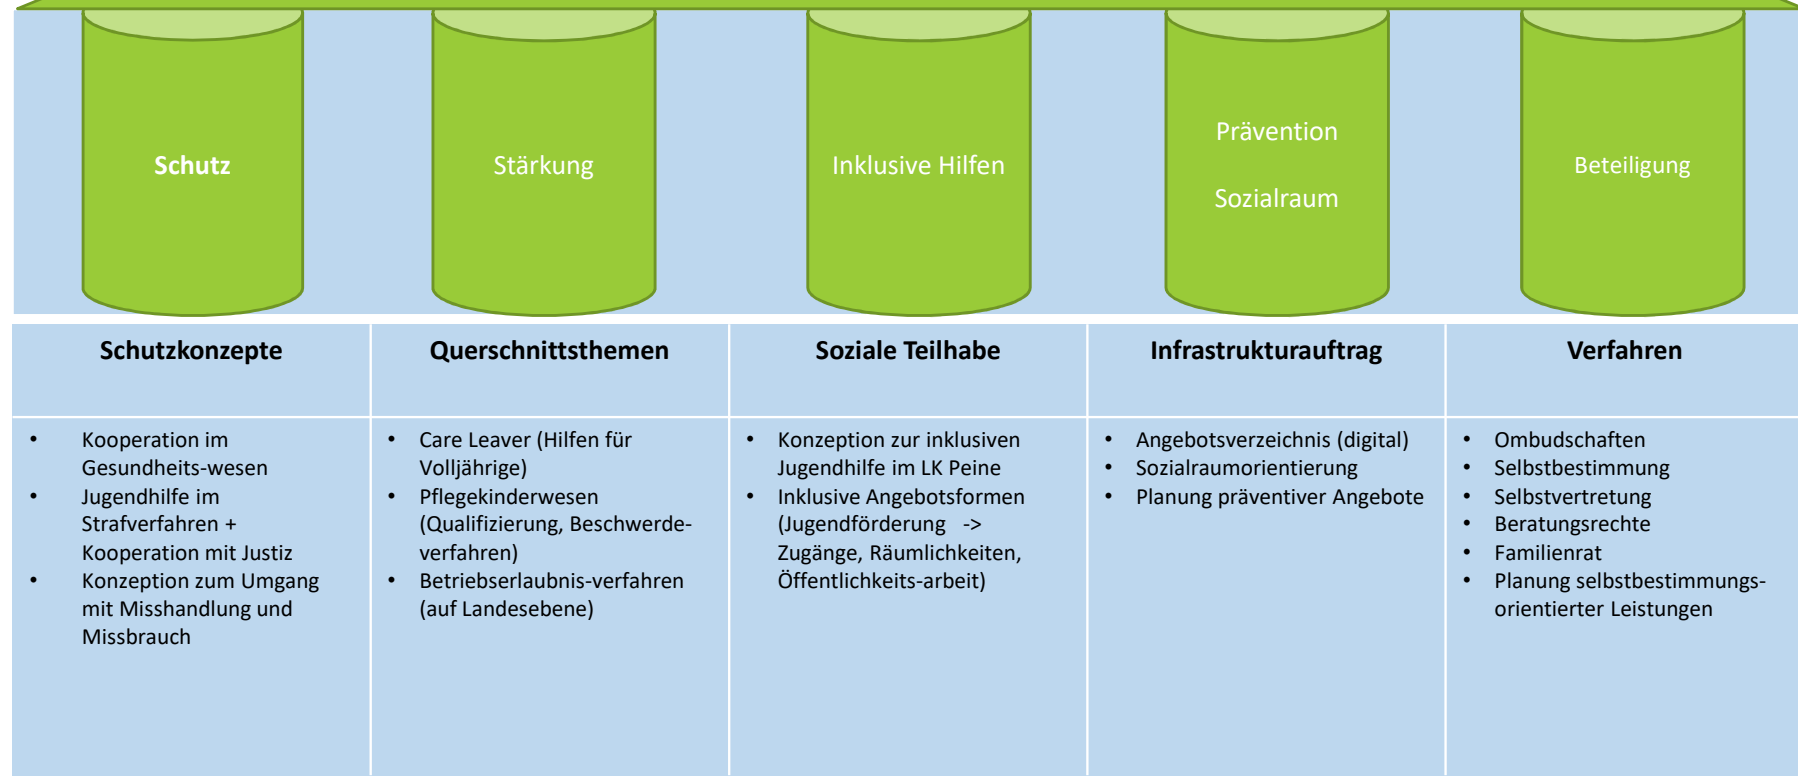 Schutz
Stärkung
Inklusive Hilfen
Prävention
Sozialraum
Beteiligung
Schutzkonzepte
Querschnittsthemen
Soziale Teilhabe
Infrastrukturauftrag
Verfahren
• Kooperation im
Gesundheits-wesen
• Jugendhilfe im
Strafverfahren +
Kooperation mit Justiz
• Konzeption zum Umgang
mit Misshandlung und
Missbrauch
• Care Leaver (Hilfen für
Volljährige)
• Pflegekinderwesen
(Qualifizierung, Beschwerde-
verfahren)
• Betriebserlaubnis-verfahren
(auf Landesebene)
• Konzeption zur inklusiven
Jugendhilfe im LK Peine
• Inklusive Angebotsformen
(Jugendförderung ->
Zugänge, Räumlichkeiten,
Öffentlichkeits-arbeit)
• Angebotsverzeichnis (digital)
• Sozialraumorientierung
• Planung präventiver Angebote
• Ombudschaften
• Selbstbestimmung
• Selbstvertretung
• Beratungsrechte
• Familienrat
• Planung selbstbestimmungs-
orientierter Leistungen